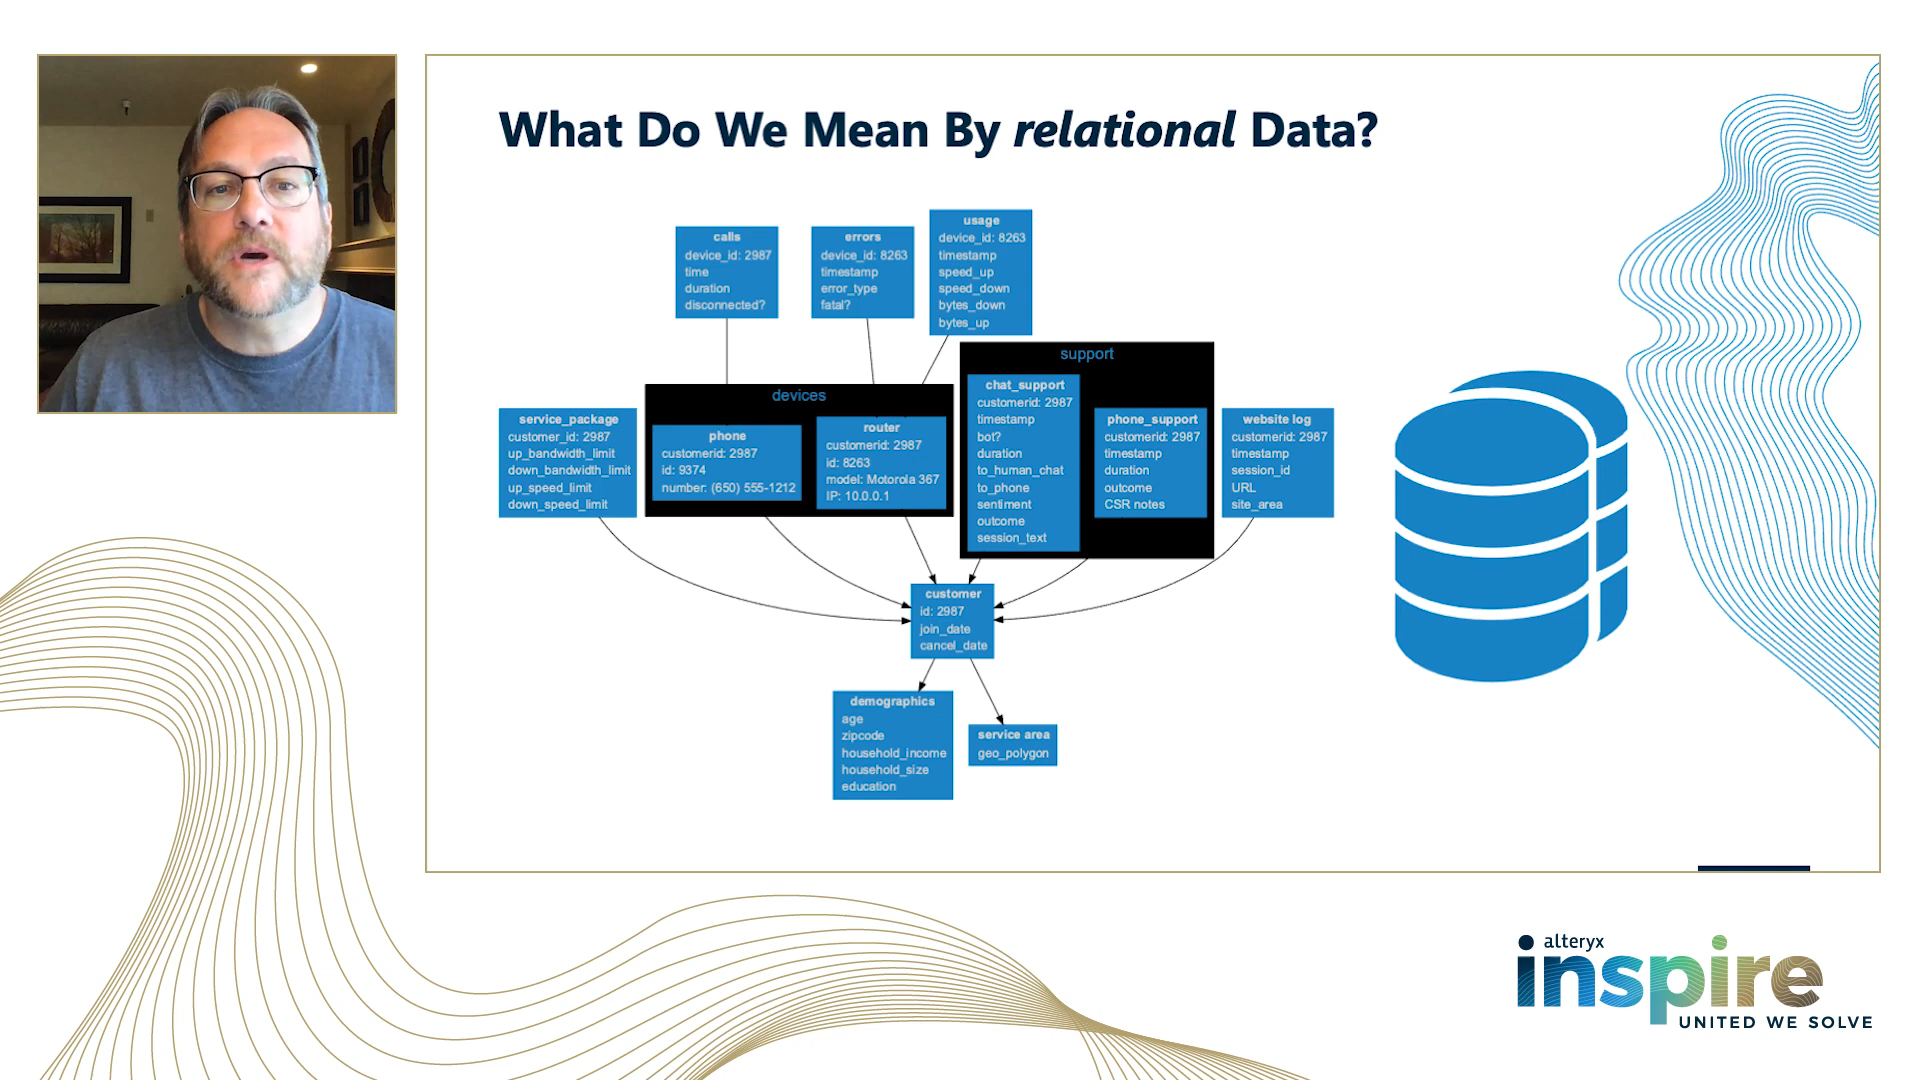 What Do We Mean By relational Data?
calls
device_id: 2987
time
duration
disconnected?
errors
device_id: 8263
timestamp
error_type
fatal?
usage
device_id: 8263
timestamp
speed_up
speed_down
bytes_down
bytes_up
service_package
customer_id: 2987
up_bandwidth_limit
down_bandwidth_limit
up_speed_limit
down_speed_limit
devices
phone
customerid: 2987
id: 9374
number: (650) 555-1212
router
customerid: 2987
id: 8263
model: Motorola 367
IP: 10.0.0.1
support
chat_support
customerid: 2987
timestamp
bot?
duration
to_human_chat
to_phone
sentiment
outcome
session_text
phone_support
customerid: 2987
timestamp
duration
outcome
CSR notes
website log
customerid: 2987
timestamp
session_id
URL
site_area
customer
id: 2987
join_date
cancel_date
demographics
age
zipcode
household_income
household_size
education
service area
geo_polygon
alteryx
inspire
UNITED WE SOLVE